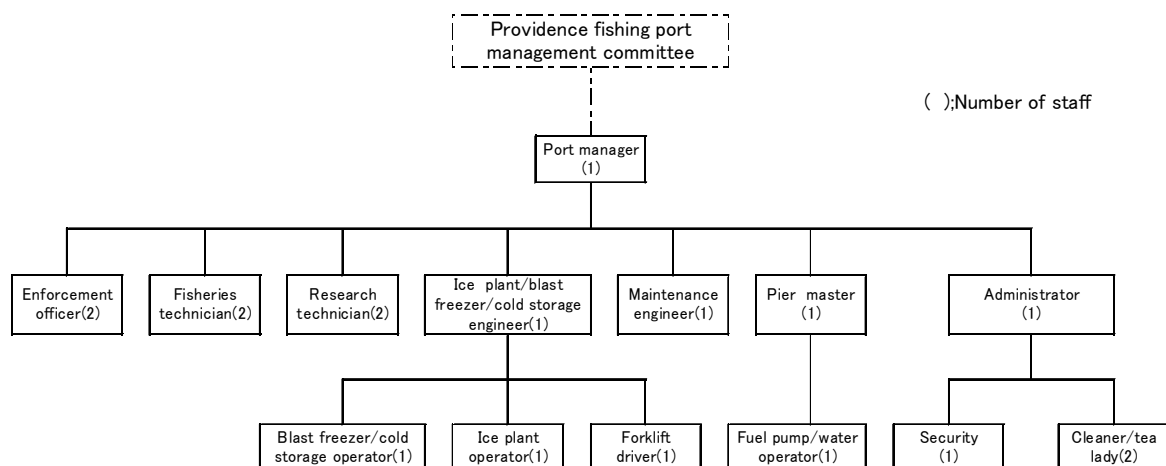 Providence fishing port
management committee
( );Number of staff
Port manager
(1)
Enforcement
officer(2)
Fisheries
technician(2)
Research
technician(2)
Ice plant/blast
freezer/cold storage
engineer(1)
Maintenance
engineer(1)
Pier master
(1)
Administrator
(1)
Blast freezer/cold
storage operator(1)
Ice plant
operator(1)
Forklift
driver(1)
Fuel pump/water
operator(1)
Security
(1)
Cleaner/tea
lady(2)